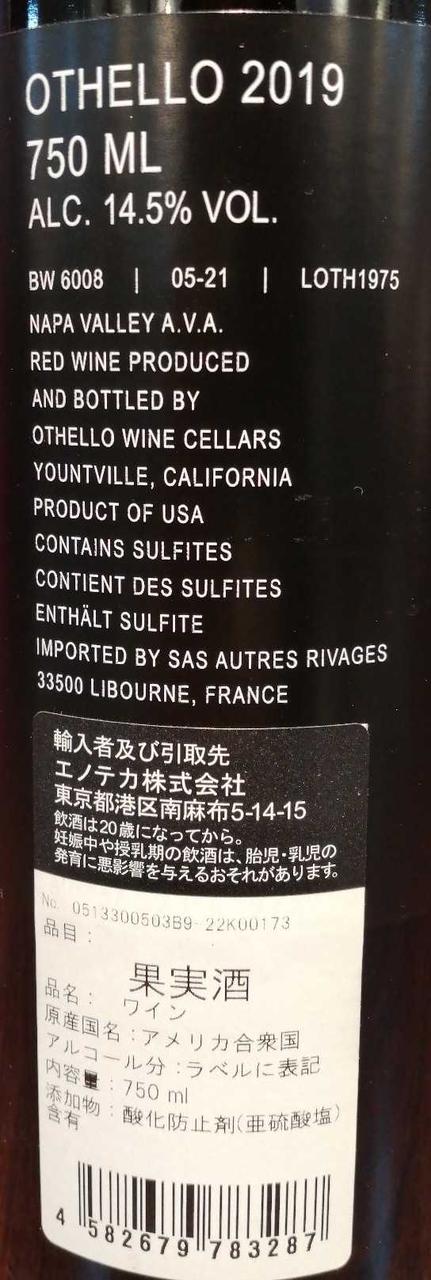 OTHELLO 2019
750 ML
ALC. 14.5% VOL.
BW 6008 | 05-21 | LOTH1975
NAPA VALLEY A.V.A.
RED WINE PRODUCED
AND BOTTLED BY
OTHELLO WINE CELLARS
YOUNTVILLE, CALIFORNIA
PRODUCT OF USA
CONTAINS SULFITES
CONTIENT DES SULFITES
ENTHÄLT SULFITE
IMPORTED BY SAS AUTRES RIVAGES
33500 LIBOURNE, FRANCE
輸入者及び引取先
エノテカ株式会社
東京都港区南麻布5-14-15
飲酒は20歳になってから。
妊娠中や授乳期の飲酒は、胎児・乳児の
発育に悪影響を与えるおそれがあります。
No. 0513300503B9-22K00173
品目:
果実酒
品名: ワイン
原産国名:アメリカ合衆国
アルコール分:ラベルに表記
内容量:750 ml
添加物:酸化防止剤(亜硫酸塩)
含有
4 582679 783287